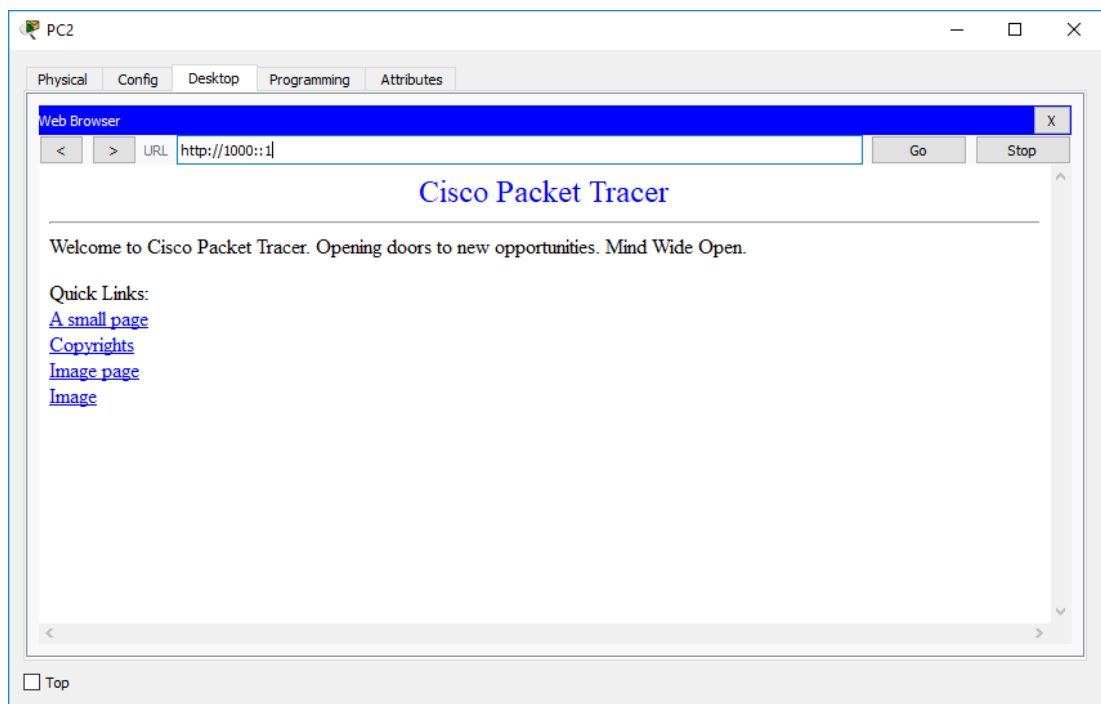 PC2
Physical Config Desktop Programming Attributes
Web Browser X
< > URL http://1000::1 Go Stop
Cisco Packet Tracer
Welcome to Cisco Packet Tracer. Opening doors to new opportunities. Mind Wide Open.
Quick Links:
A small page
Copyrights
Image page
Image
Top